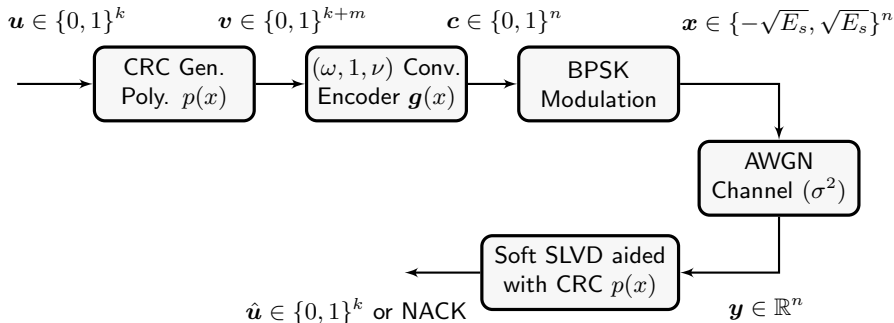 𝒖 ∈ {0, 1}^k
𝒗 ∈ {0, 1}^{k+m}
𝒄 ∈ {0, 1}^n
𝒙 ∈ {−√E_s, √E_s}^n
CRC Gen.
Poly. p(x)
(ω, 1, ν) Conv.
Encoder 𝒈(x)
BPSK
Modulation
AWGN
Channel (σ²)
Soft SLVD aided
with CRC p(x)
𝒖̂ ∈ {0, 1}^k or NACK
𝒚 ∈ ℝ^n